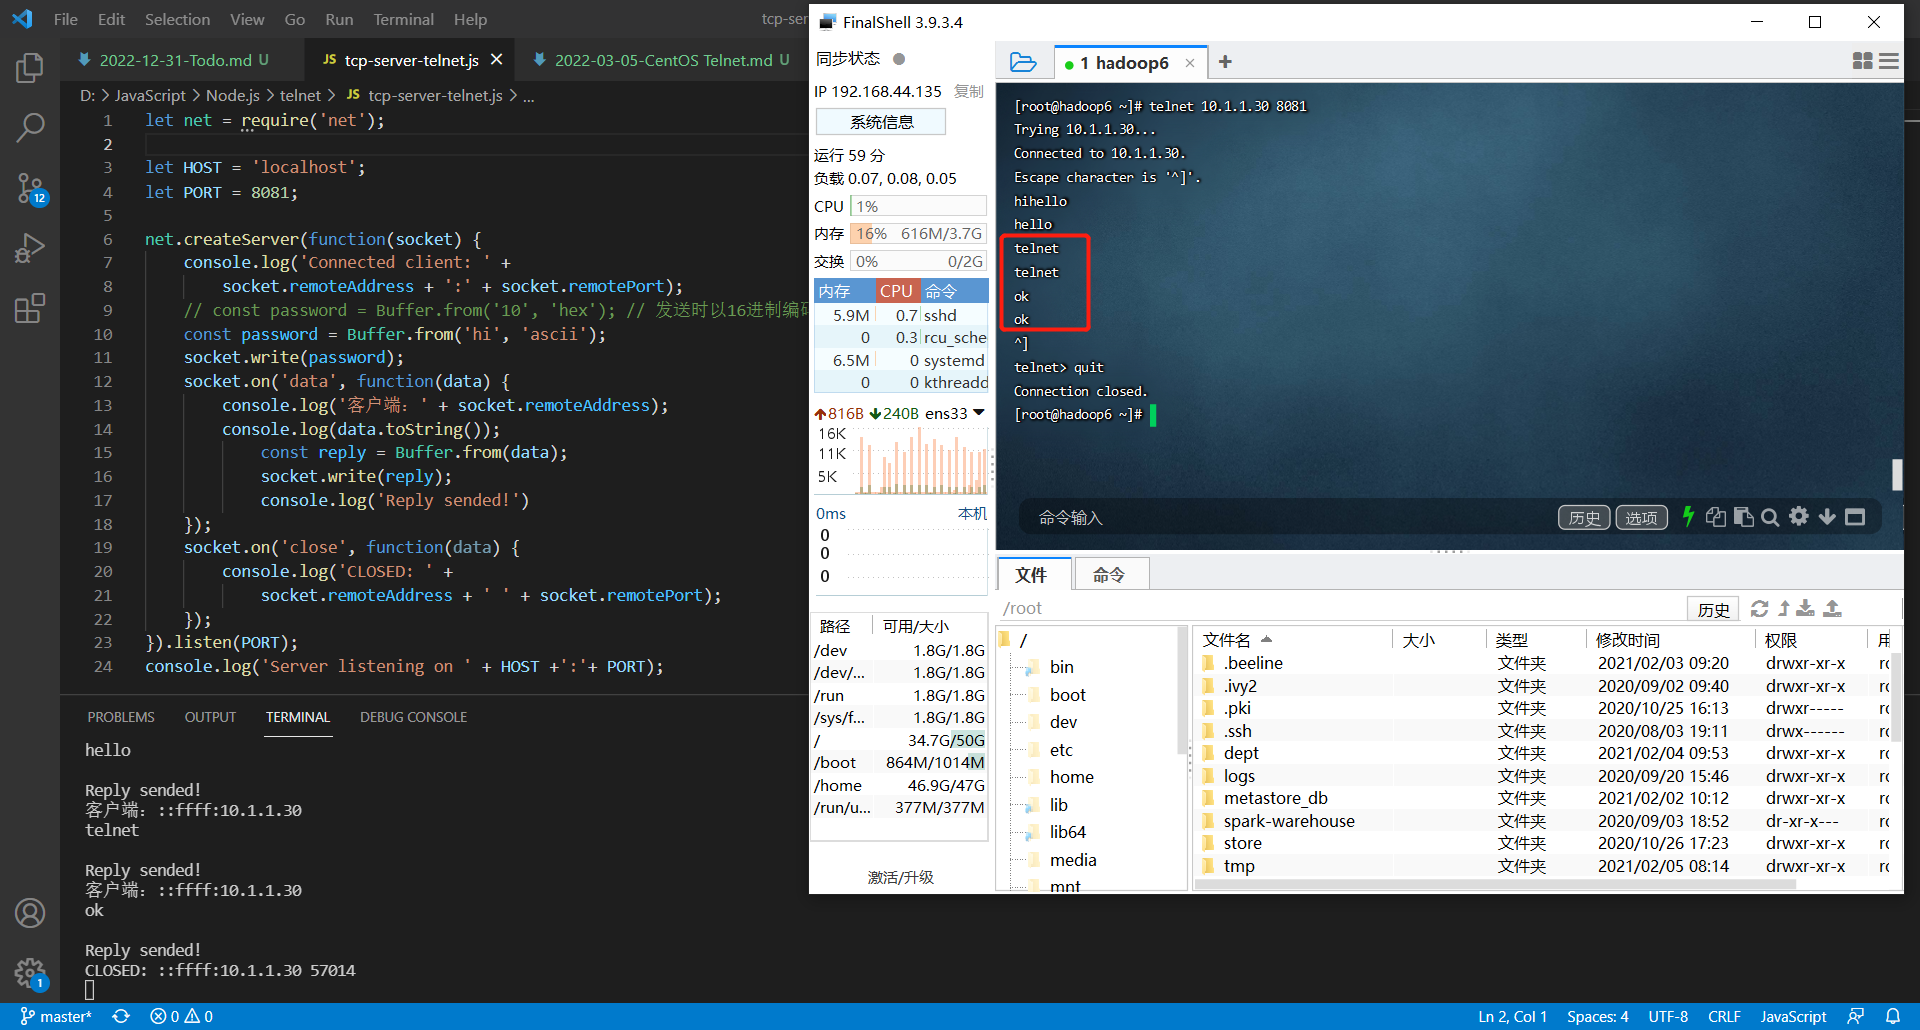 File Edit Selection View Go Run Terminal Help
tcp-ser
2022-12-31-Todo.md U
JS tcp-server-telnet.js
2022-03-05-CentOS Telnet.md U
D: > JavaScript > Node.js > telnet > JS tcp-server-telnet.js > ...
1 let net = require('net');
2
3 let HOST = 'localhost';
4 let PORT = 8081;
5
6 net.createServer(function(socket) {
7 console.log('Connected client: ' +
8 socket.remoteAddress + ':' + socket.remotePort);
9 // const password = Buffer.from('10', 'hex'); // 发送时以16进制编码
10 const password = Buffer.from('hi', 'ascii');
11 socket.write(password);
12 socket.on('data', function(data) {
13 console.log('客户端: ' + socket.remoteAddress);
14 console.log(data.toString());
15 const reply = Buffer.from(data);
16 socket.write(reply);
17 console.log('Reply sended!')
18 });
19 socket.on('close', function(data) {
20 console.log('CLOSED: ' +
21 socket.remoteAddress + ' ' + socket.remotePort);
22 });
23 }).listen(PORT);
24 console.log('Server listening on ' + HOST +':'+ PORT);
PROBLEMS OUTPUT TERMINAL DEBUG CONSOLE
hello
Reply sended!
客户端: ::ffff:10.1.1.30
telnet
Reply sended!
客户端: ::ffff:10.1.1.30
ok
Reply sended!
CLOSED: ::ffff:10.1.1.30 57014
12
1
master* 0 0
Ln 2, Col 1 Spaces: 4 UTF-8 CRLF JavaScript
FinalShell 3.9.3.4
同步状态
IP 192.168.44.135 复制
系统信息
运行 59 分
负载 0.07, 0.08, 0.05
CPU 1%
内存 16% 616M/3.7G
交换 0% 0/2G
内存 CPU 命令
5.9M 0.7 sshd
0 0.3 rcu_sche
6.5M 0 systemd
0 0 kthreadd
816B 240B ens33
16K
11K
5K
0ms 本机
0
0
0
路径 可用/大小
/dev 1.8G/1.8G
/dev/... 1.8G/1.8G
/run 1.8G/1.8G
/sys/f... 1.8G/1.8G
/ 34.7G/50G
/boot 864M/1014M
/home 46.9G/47G
/run/u... 377M/377M
激活/升级
1 hadoop6
[root@hadoop6 ~]# telnet 10.1.1.30 8081
Trying 10.1.1.30...
Connected to 10.1.1.30.
Escape character is '^]'.
hihello
hello
telnet
telnet
ok
ok
^]
telnet> quit
Connection closed.
[root@hadoop6 ~]#
命令输入 历史 选项
文件 命令
/root 历史
/
bin
boot
dev
etc
home
lib
lib64
media
mnt
文件名 大小 类型 修改时间 权限 用
.beeline 文件夹 2021/02/03 09:20 drwxr-xr-x
.ivy2 文件夹 2020/09/02 09:40 drwxr-xr-x
.pki 文件夹 2020/10/25 16:13 drwxr-----
.ssh 文件夹 2020/08/03 19:11 drwx------
dept 文件夹 2021/02/04 09:53 drwxr-xr-x
logs 文件夹 2020/09/20 15:46 drwxr-xr-x
metastore_db 文件夹 2021/02/02 10:12 drwxr-xr-x
spark-warehouse 文件夹 2020/09/03 18:52 dr-xr-x---
store 文件夹 2020/10/26 17:23 drwxr-xr-x
tmp 文件夹 2021/02/05 08:14 drwxr-xr-x